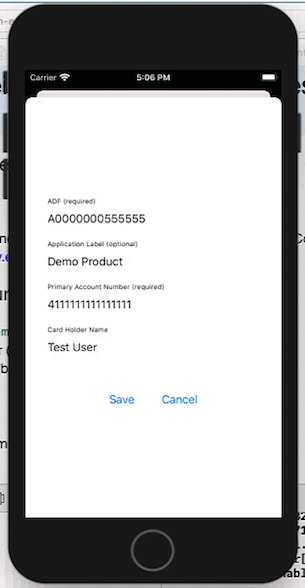 Carrier 5:06 PM
ADF (required)
A0000000555555
Application Label (optional)
Demo Product
Primary Account Number (required)
4111111111111111
Card Holder Name
Test User
Save Cancel